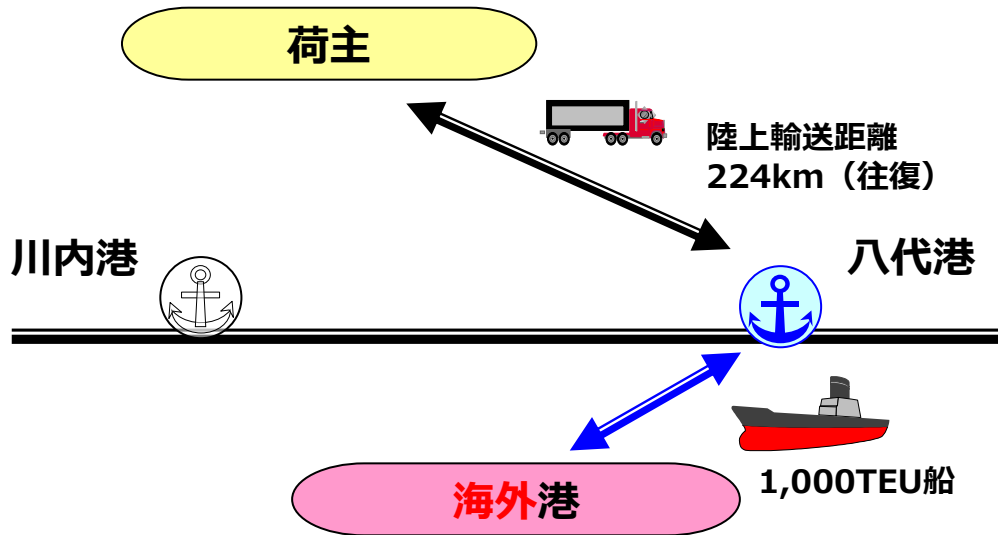 荷主
陸上輸送距離
224km（往復）
川内港
八代港
1,000TEU船
海外港